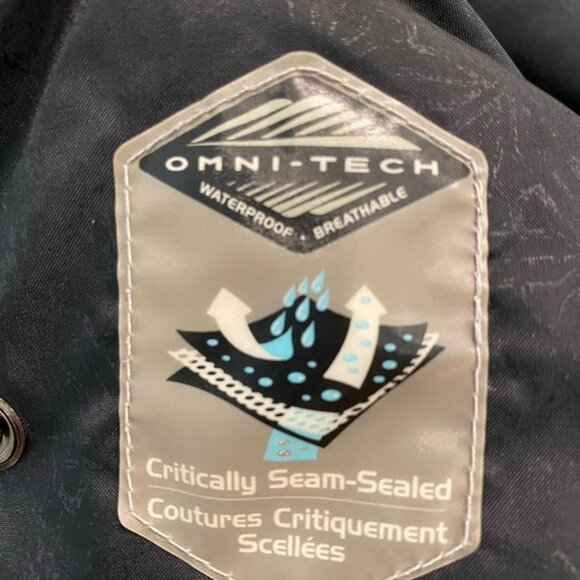 OMNI-TECH
WATERPROOF · BREATHABLE
Critically Seam-Sealed
Coutures Critiquement
Scellées